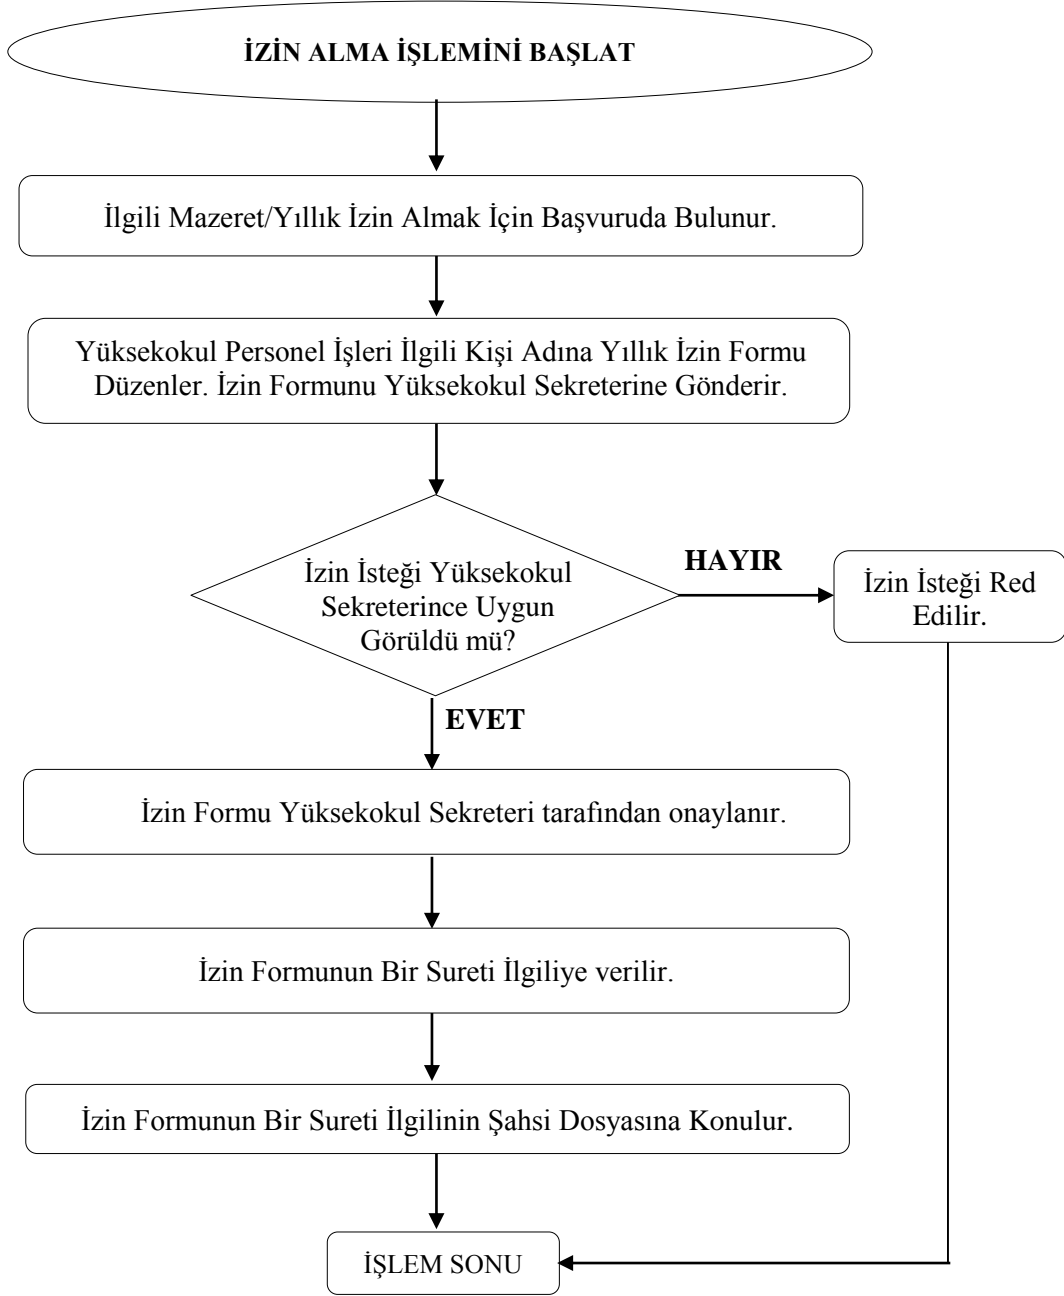 İZİN ALMA İŞLEMİNİ BAŞLAT
İlgili Mazeret/Yıllık İzin Almak İçin Başvuruda Bulunur.
Yüksekokul Personel İşleri İlgili Kişi Adına Yıllık İzin Formu
Düzenler. İzin Formunu Yüksekokul Sekreterine Gönderir.
İzin İsteği Yüksekokul
Sekreterince Uygun
Görüldü mü?
HAYIR
İzin İsteği Red
Edilir.
EVET
İzin Formu Yüksekokul Sekreteri tarafından onaylanır.
İzin Formunun Bir Sureti İlgiliye verilir.
İzin Formunun Bir Sureti İlgilinin Şahsi Dosyasına Konulur.
İŞLEM SONU